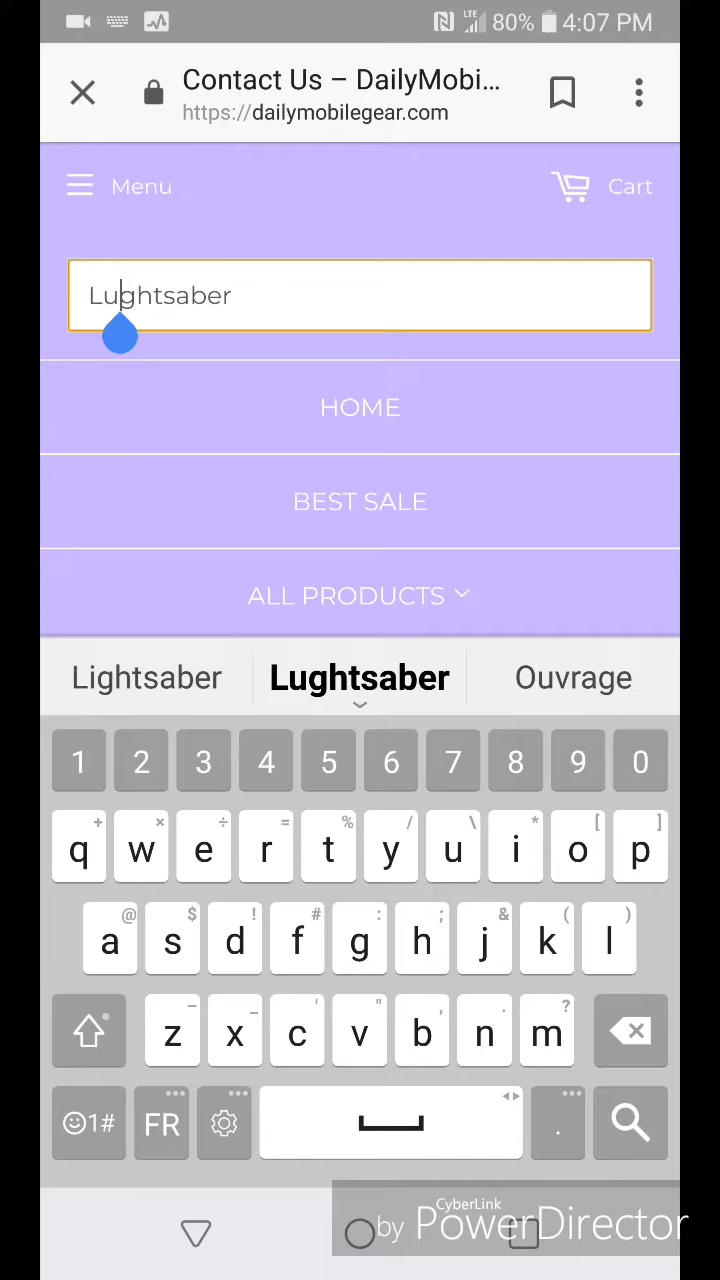 LTE 80% 4:07 PM
Contact Us – DailyMobi...
https://dailymobilegear.com
Menu Cart
Lughtsaber
HOME
BEST SALE
ALL PRODUCTS
Lightsaber Lughtsaber Ouvrage
1 2 3 4 5 6 7 8 9 0
+ × ÷ = % / \ * [ ]
q w e r t y u i o p
@ $ ! # : ; & ( )
a s d f g h j k l
– _ ' " , . ?
z x c v b n m
1# FR .
CyberLink
by PowerDirector